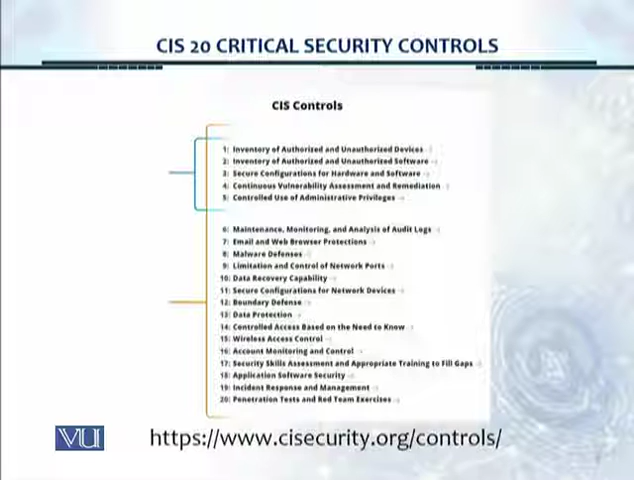 CIS 20 CRITICAL SECURITY CONTROLS
CIS Controls
1: Inventory of Authorized and Unauthorized Devices
2: Inventory of Authorized and Unauthorized Software
3: Secure Configurations for Hardware and Software
4: Continuous Vulnerability Assessment and Remediation
5: Controlled Use of Administrative Privileges
6: Maintenance, Monitoring, and Analysis of Audit Logs
7: Email and Web Browser Protections
8: Malware Defenses
9: Limitation and Control of Network Ports
10: Data Recovery Capability
11: Secure Configurations for Network Devices
12: Boundary Defense
13: Data Protection
14: Controlled Access Based on the Need to Know
15: Wireless Access Control
16: Account Monitoring and Control
17: Security Skills Assessment and Appropriate Training to Fill Gaps
18: Application Software Security
19: Incident Response and Management
20: Penetration Tests and Red Team Exercises
VU
https://www.cisecurity.org/controls/